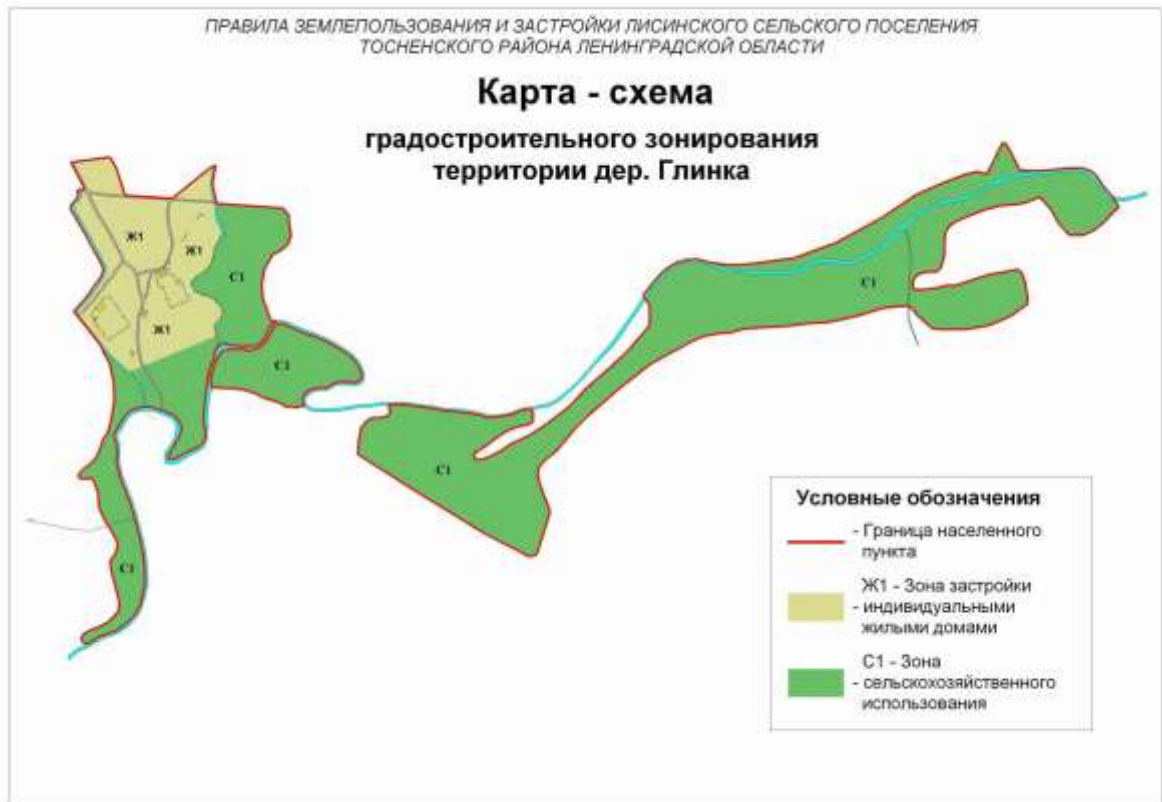 ПРАВИЛА ЗЕМЛЕПОЛЬЗОВАНИЯ И ЗАСТРОЙКИ ЛИСИНСКОГО СЕЛЬСКОГО ПОСЕЛЕНИЯ
ТОСНЕНСКОГО РАЙОНА ЛЕНИНГРАДСКОЙ ОБЛАСТИ
Карта - схема
градостроительного зонирования
территории дер. Глинка
Ж1
Ж1
С1
Ж1
С1
С1
С1
С1
Условные обозначения
- Граница населенного
пункта
Ж1 - Зона застройки
- индивидуальными
жилыми домами
С1 - Зона
- сельскохозяйственного
использования